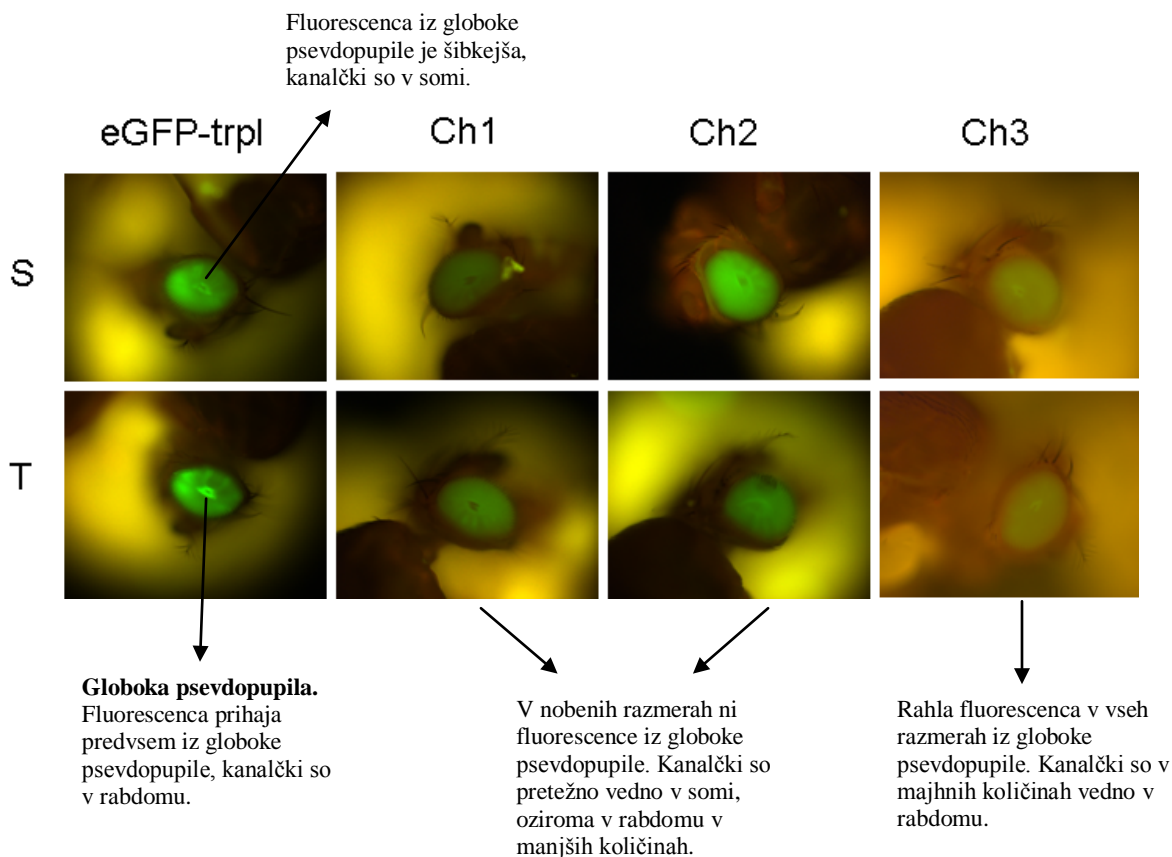 Fluorescenca iz globoke
psevdopupile je šibkejša,
kanalčki so v somi.
eGFP-trpl
Ch1
Ch2
Ch3
S
T
Globoka psevdopupila.
Fluorescenca prihaja
predvsem iz globoke
psevdopupile, kanalčki so
v rabdomu.
V nobenih razmerah ni
fluorescence iz globoke
psevdopupile. Kanalčki so
pretežno vedno v somi,
oziroma v rabdomu v
manjših količinah.
Rahla fluorescenca v vseh
razmerah iz globoke
psevdopupile. Kanalčki so v
majhnih količinah vedno v
rabdomu.